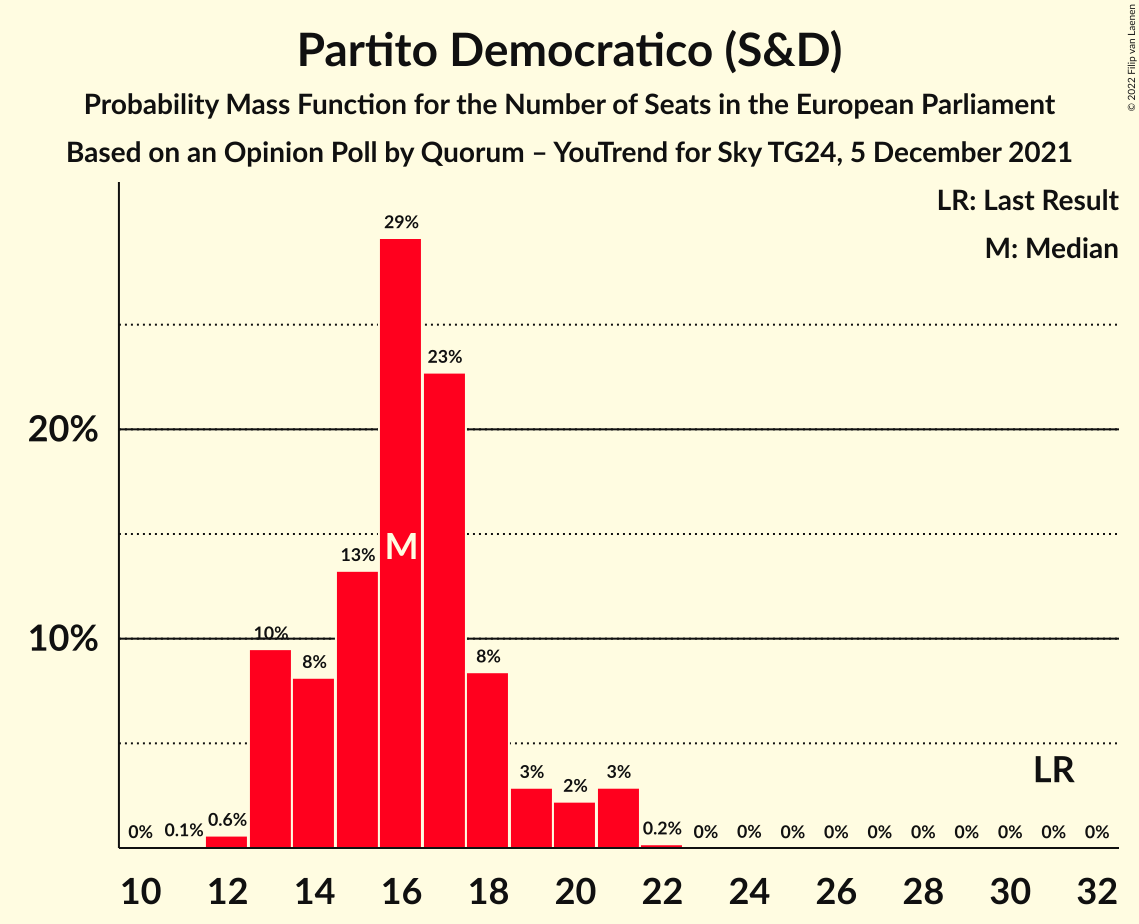 Partito Democratico (S&D)
Probability Mass Function for the Number of Seats in the European Parliament
Based on an Opinion Poll by Quorum – YouTrend for Sky TG24, 5 December 2021
© 2022 Filip van Laenen
LR: Last Result
M: Median
20%
10%
0%
0.1%
0.6%
10%
8%
13%
29%
M
23%
8%
3%
2%
3%
0.2%
0%
0%
0%
0%
0%
0%
0%
0%
0%
0%
LR
10 12 14 16 18 20 22 24 26 28 30 32